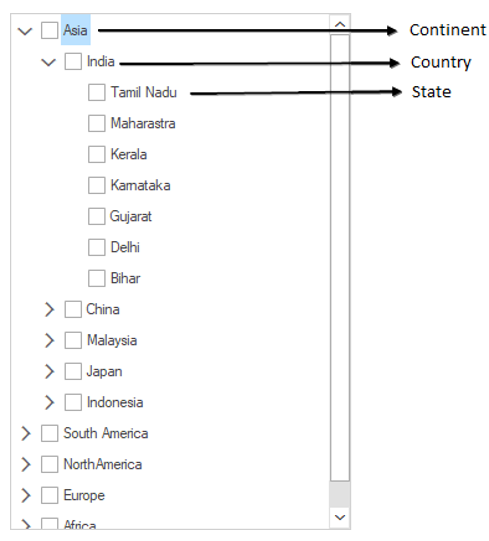 Asia Continent
India Country
Tamil Nadu State
Maharastra
Kerala
Karnataka
Gujarat
Delhi
Bihar
China
Malaysia
Japan
Indonesia
South America
NorthAmerica
Europe
Africa